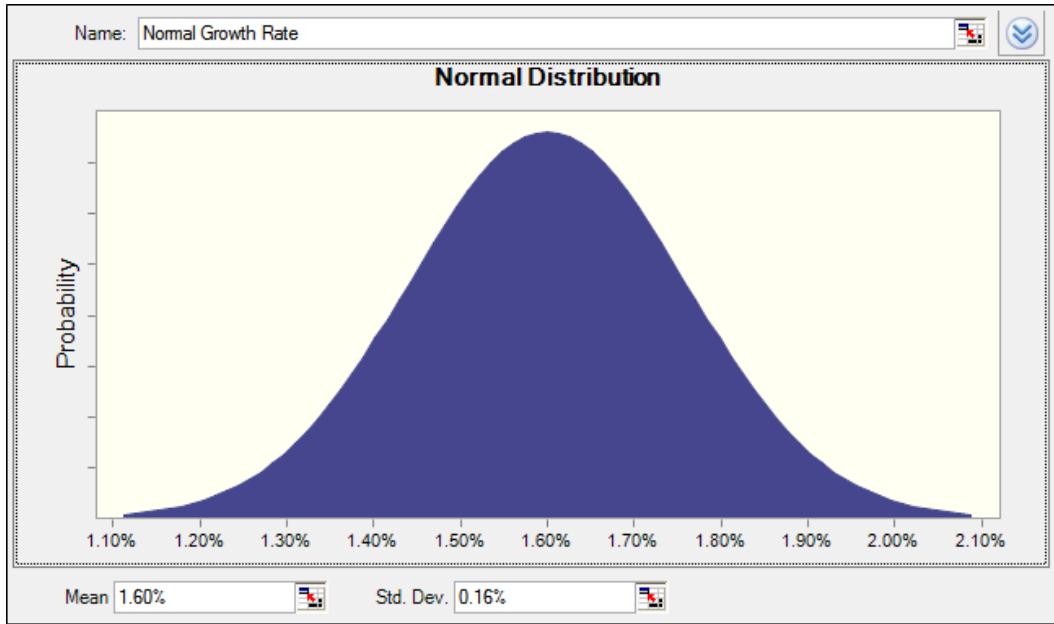 Name: Normal Growth Rate
Normal Distribution
Probability
1.10% 1.20% 1.30% 1.40% 1.50% 1.60% 1.70% 1.80% 1.90% 2.00% 2.10%
Mean 1.60% Std. Dev. 0.16%